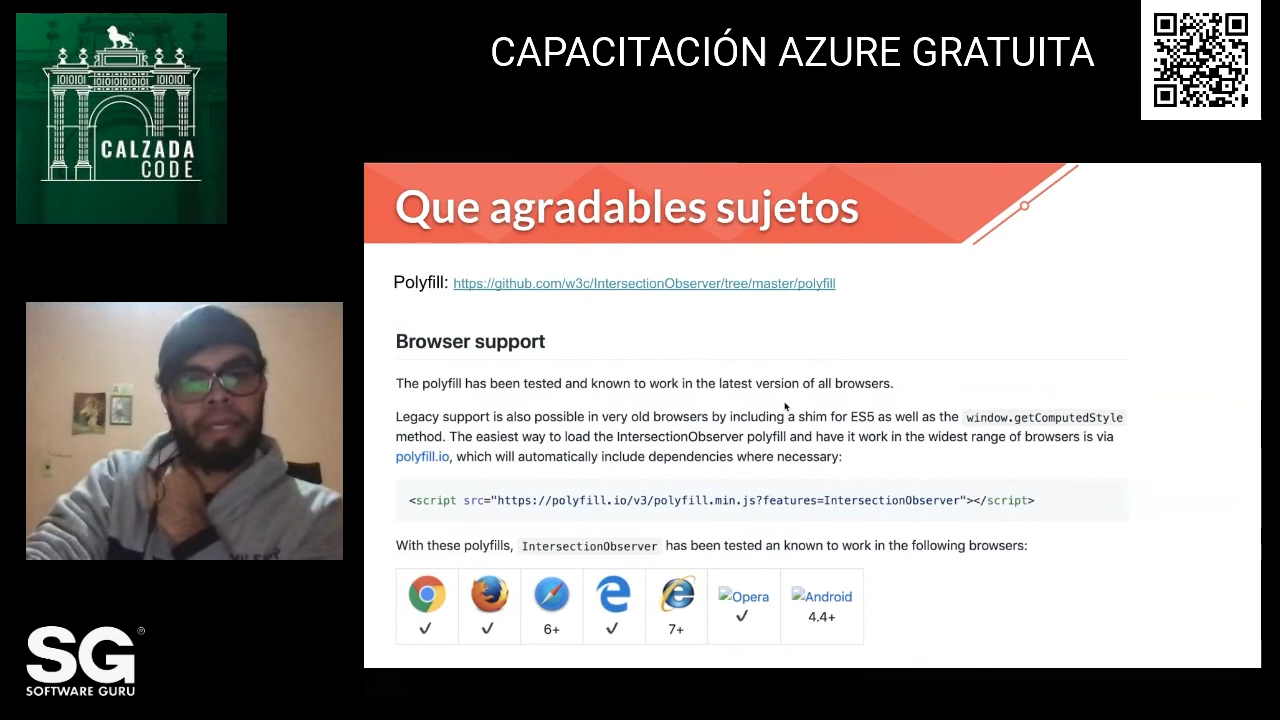 CAPACITACIÓN AZURE GRATUITA
CALZADA
CODE
Que agradables sujetos
Polyfill: https://github.com/w3c/IntersectionObserver/tree/master/polyfill
Browser support
The polyfill has been tested and known to work in the latest version of all browsers.
Legacy support is also possible in very old browsers by including a shim for ES5 as well as the window.getComputedStyle
method. The easiest way to load the IntersectionObserver polyfill and have it work in the widest range of browsers is via
polyfill.io, which will automatically include dependencies where necessary:
<script src="https://polyfill.io/v3/polyfill.min.js?features=IntersectionObserver"></script>
With these polyfills, IntersectionObserver has been tested an known to work in the following browsers:
Opera Android
✓ ✓ 6+ ✓ 7+ ✓ 4.4+
SG®
SOFTWARE GURU